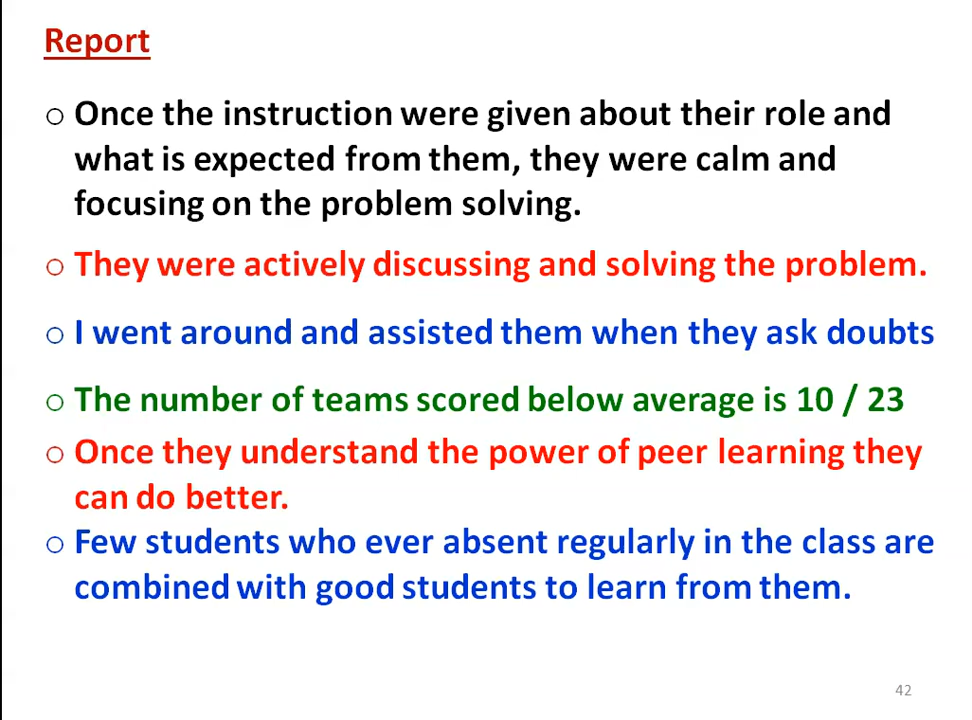 Report
○ Once the instruction were given about their role and
what is expected from them, they were calm and
focusing on the problem solving.
○ They were actively discussing and solving the problem.
○ I went around and assisted them when they ask doubts
○ The number of teams scored below average is 10 / 23
○ Once they understand the power of peer learning they
can do better.
○ Few students who ever absent regularly in the class are
combined with good students to learn from them.
42